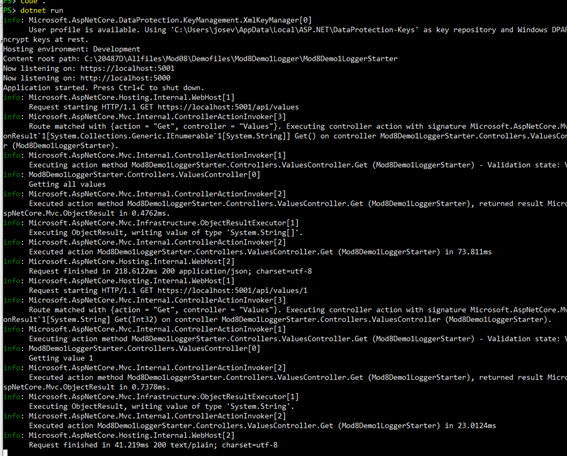 PS> code .
PS> dotnet run
info: Microsoft.AspNetCore.DataProtection.KeyManagement.XmlKeyManager[0]
User profile is available. Using 'C:\Users\josev\AppData\Local\ASP.NET\DataProtection-Keys' as key repository and Windows DPAP
ncrypt keys at rest.
Hosting environment: Development
Content root path: C:\20487D\Allfiles\Mod08\Demofiles\Mod8Demo1Logger\Mod8Demo1LoggerStarter
Now listening on: https://localhost:5001
Now listening on: http://localhost:5000
Application started. Press Ctrl+C to shut down.
info: Microsoft.AspNetCore.Hosting.Internal.WebHost[1]
Request starting HTTP/1.1 GET https://localhost:5001/api/values
info: Microsoft.AspNetCore.Mvc.Internal.ControllerActionInvoker[3]
Route matched with {action = "Get", controller = "Values"}. Executing controller action with signature Microsoft.AspNetCore.Mv
onResult`1[System.Collections.Generic.IEnumerable`1[System.String]] Get() on controller Mod8Demo1LoggerStarter.Controllers.ValuesCont
r (Mod8Demo1LoggerStarter).
info: Microsoft.AspNetCore.Mvc.Internal.ControllerActionInvoker[1]
Executing action method Mod8Demo1LoggerStarter.Controllers.ValuesController.Get (Mod8Demo1LoggerStarter) - Validation state: V
info: Mod8Demo1LoggerStarter.Controllers.ValuesController[0]
Getting all values
info: Microsoft.AspNetCore.Mvc.Internal.ControllerActionInvoker[2]
Executed action method Mod8Demo1LoggerStarter.Controllers.ValuesController.Get (Mod8Demo1LoggerStarter), returned result Micro
spNetCore.Mvc.ObjectResult in 0.4762ms.
info: Microsoft.AspNetCore.Mvc.Infrastructure.ObjectResultExecutor[1]
Executing ObjectResult, writing value of type 'System.String[]'.
info: Microsoft.AspNetCore.Mvc.Internal.ControllerActionInvoker[2]
Executed action Mod8Demo1LoggerStarter.Controllers.ValuesController.Get (Mod8Demo1LoggerStarter) in 73.811ms
info: Microsoft.AspNetCore.Hosting.Internal.WebHost[2]
Request finished in 218.6122ms 200 application/json; charset=utf-8
info: Microsoft.AspNetCore.Hosting.Internal.WebHost[1]
Request starting HTTP/1.1 GET https://localhost:5001/api/values/1
info: Microsoft.AspNetCore.Mvc.Internal.ControllerActionInvoker[3]
Route matched with {action = "Get", controller = "Values"}. Executing controller action with signature Microsoft.AspNetCore.Mv
onResult`1[System.String] Get(Int32) on controller Mod8Demo1LoggerStarter.Controllers.ValuesController (Mod8Demo1LoggerStarter).
info: Microsoft.AspNetCore.Mvc.Internal.ControllerActionInvoker[1]
Executing action method Mod8Demo1LoggerStarter.Controllers.ValuesController.Get (Mod8Demo1LoggerStarter) - Validation state: V
info: Mod8Demo1LoggerStarter.Controllers.ValuesController[0]
Getting value 1
info: Microsoft.AspNetCore.Mvc.Internal.ControllerActionInvoker[2]
Executed action method Mod8Demo1LoggerStarter.Controllers.ValuesController.Get (Mod8Demo1LoggerStarter), returned result Micro
spNetCore.Mvc.ObjectResult in 0.7378ms.
info: Microsoft.AspNetCore.Mvc.Infrastructure.ObjectResultExecutor[1]
Executing ObjectResult, writing value of type 'System.String'.
info: Microsoft.AspNetCore.Mvc.Internal.ControllerActionInvoker[2]
Executed action Mod8Demo1LoggerStarter.Controllers.ValuesController.Get (Mod8Demo1LoggerStarter) in 23.0124ms
info: Microsoft.AspNetCore.Hosting.Internal.WebHost[2]
Request finished in 41.219ms 200 text/plain; charset=utf-8